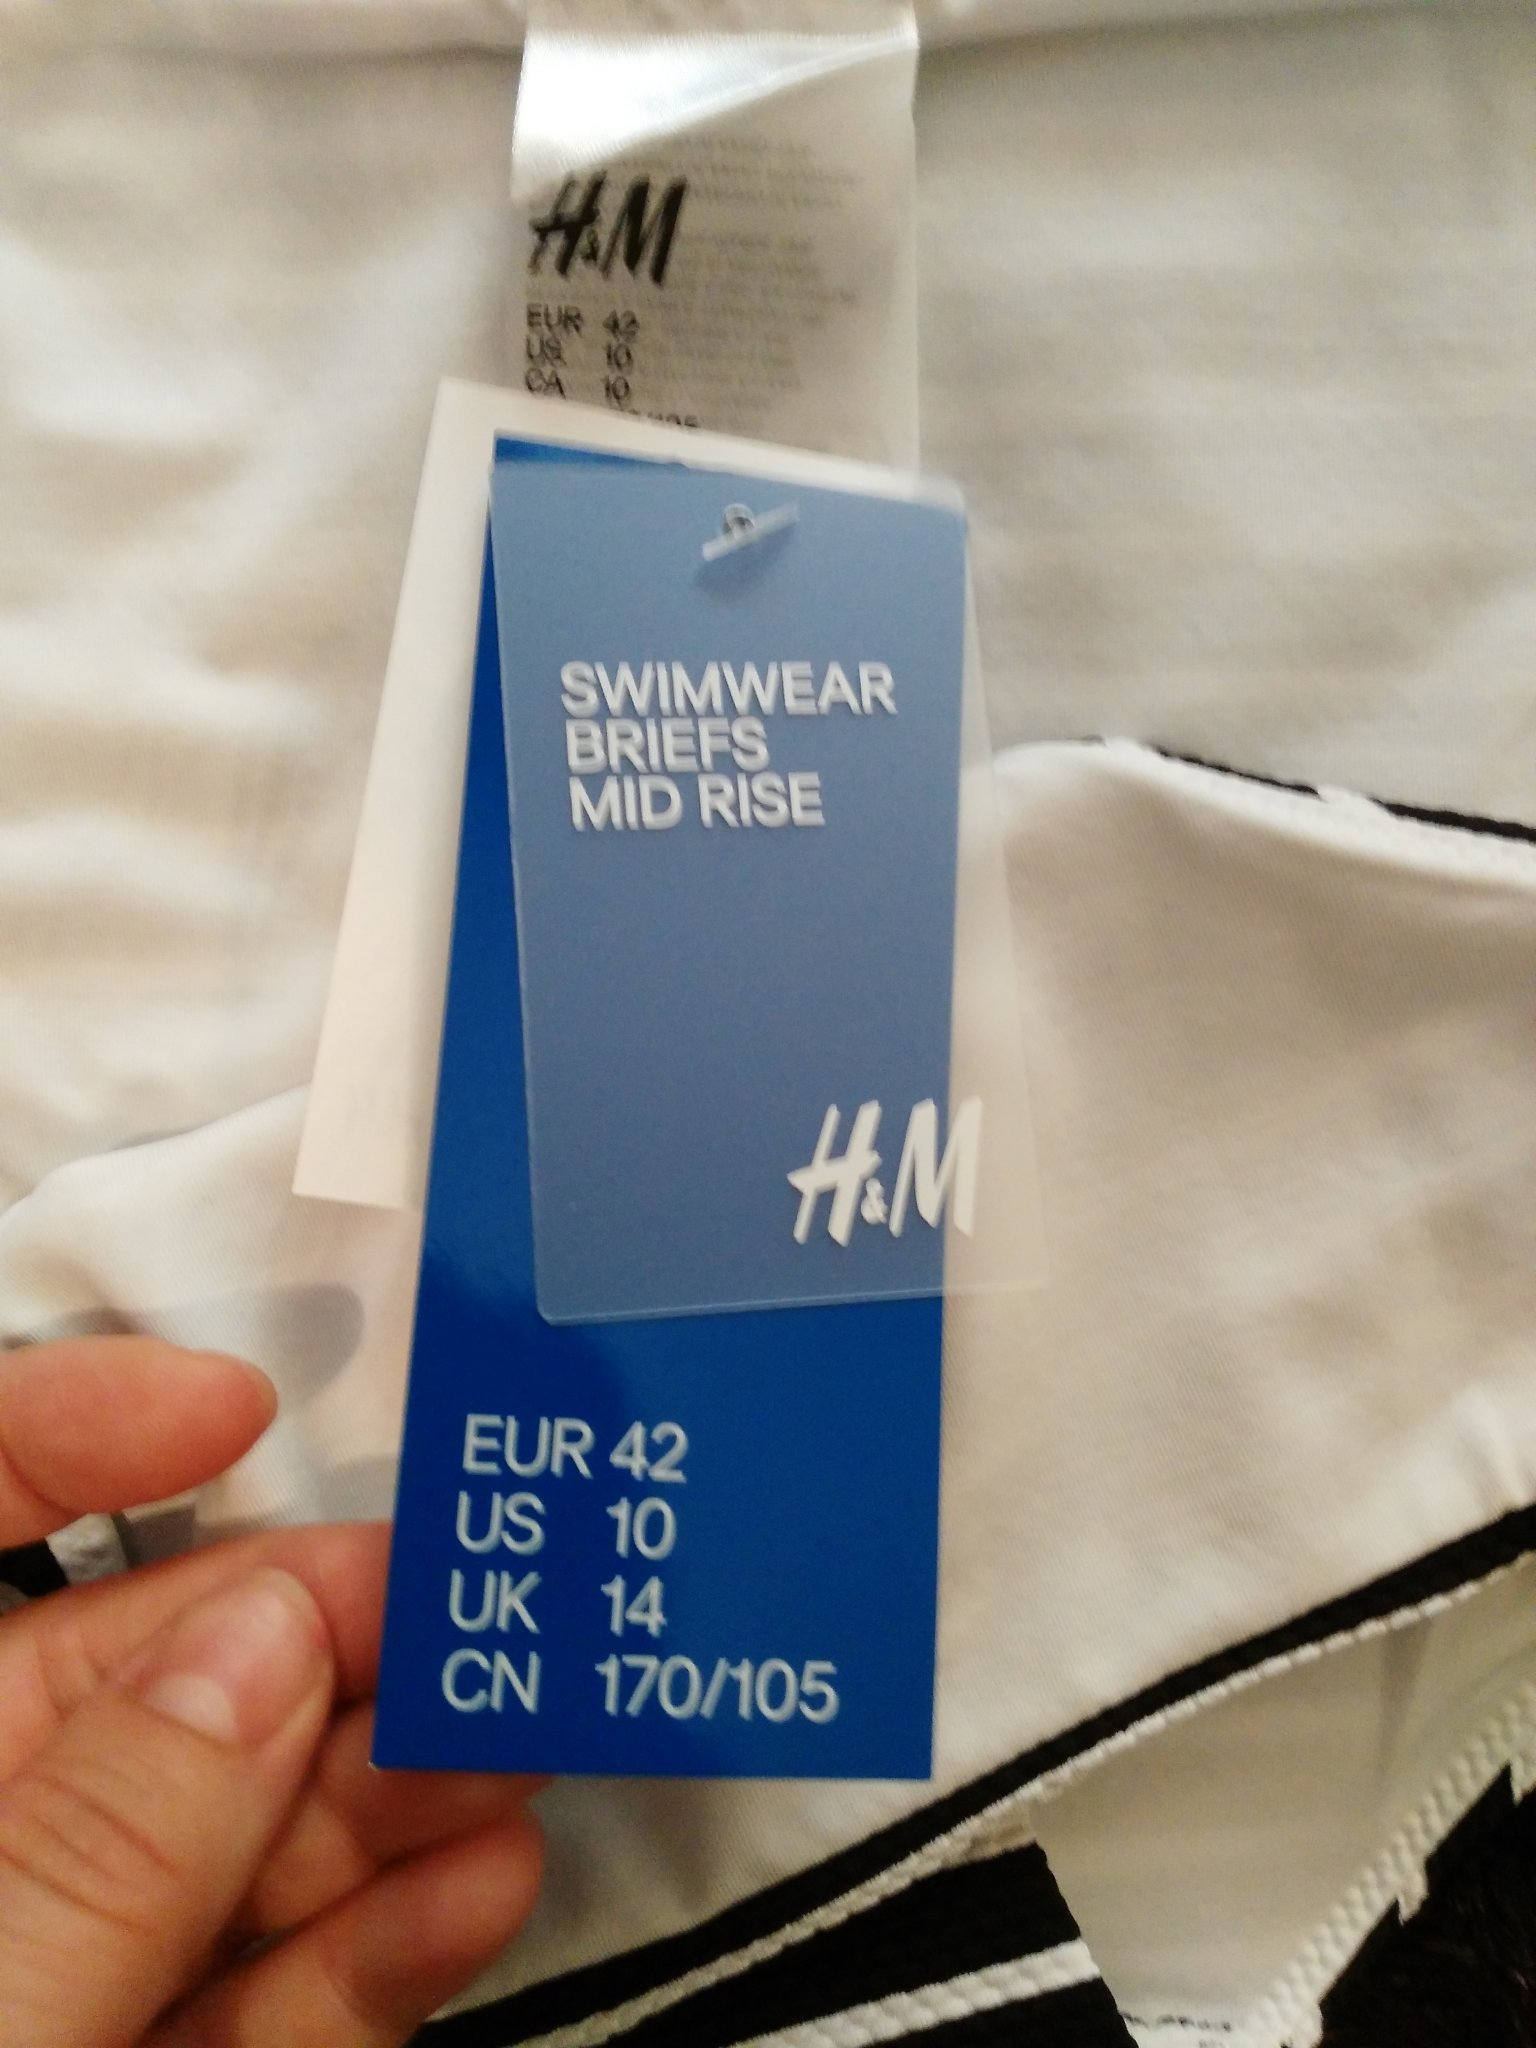 H&M
EUR 42
US 10
CA 10
SWIMWEAR
BRIEFS
MID RISE
H&M
EUR 42
US 10
UK 14
CN 170/105